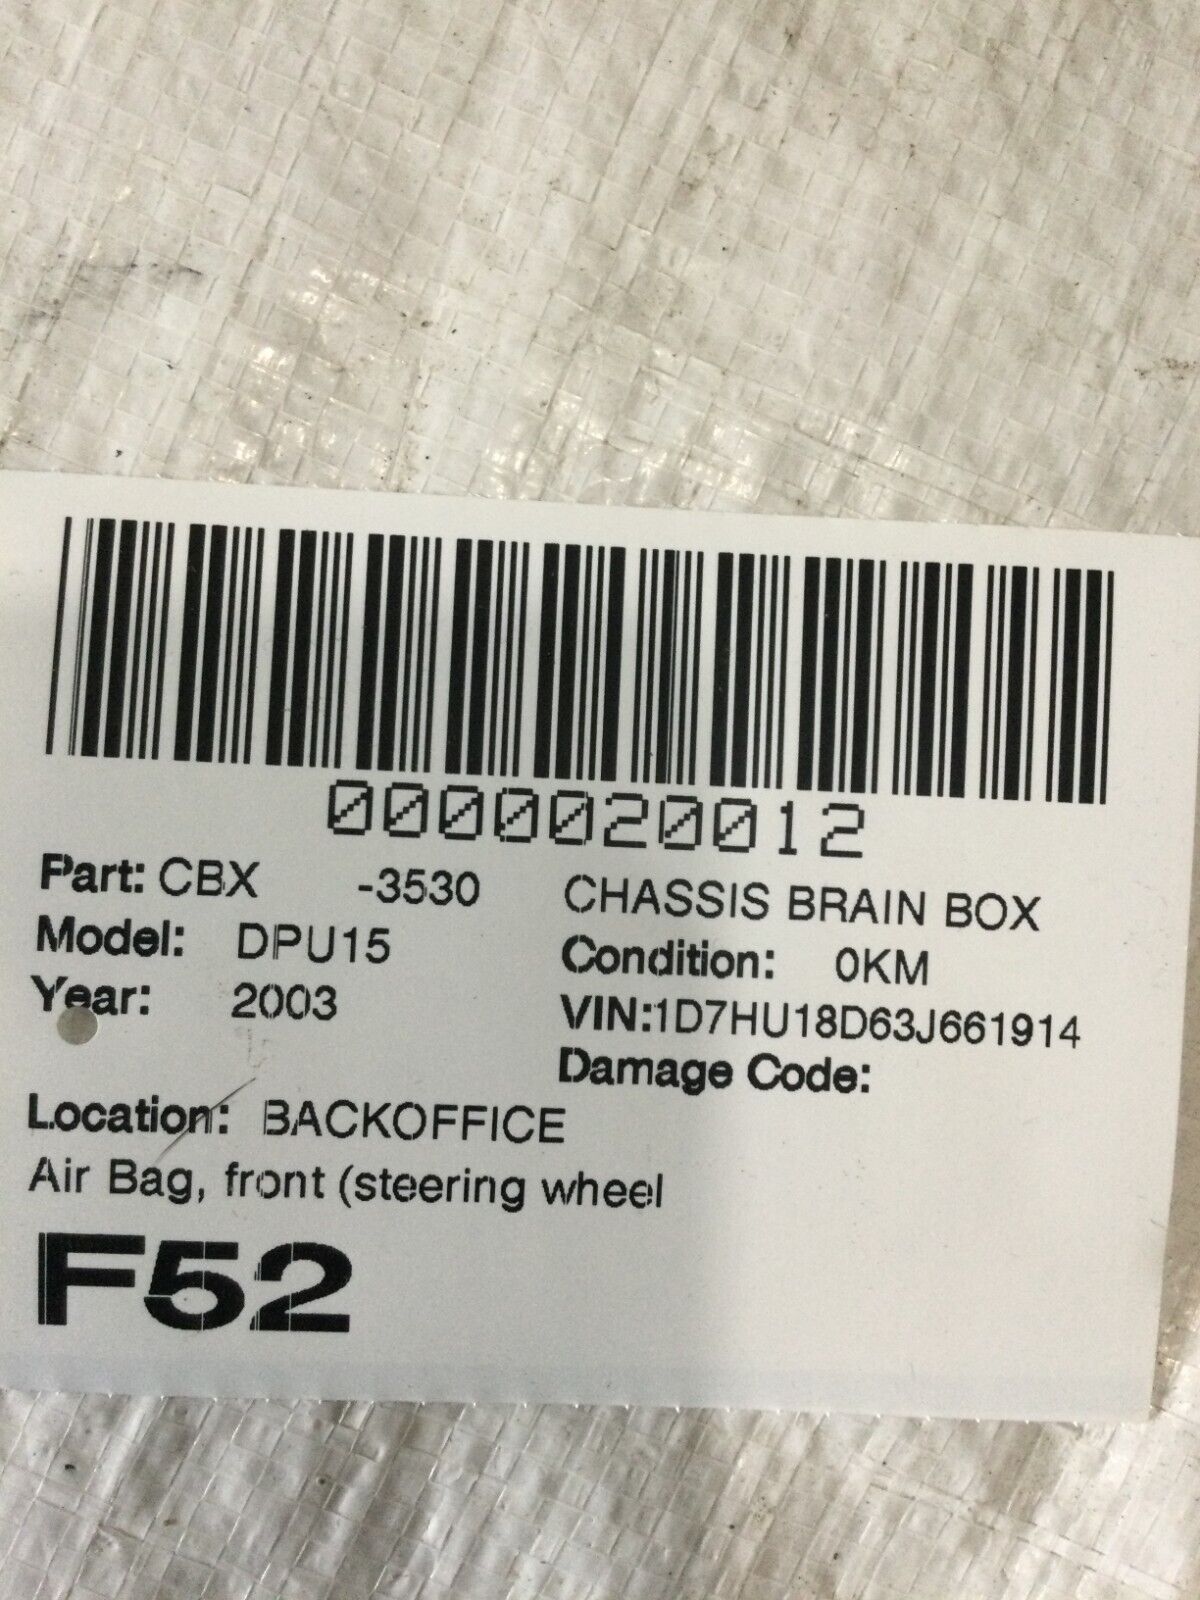 0000020012
Part: CBX -3530 CHASSIS BRAIN BOX
Model: DPU15 Condition: 0KM
Year: 2003 VIN:1D7HU18D63J661914
Damage Code:
Location: BACKOFFICE
Air Bag, front (steering wheel
F52